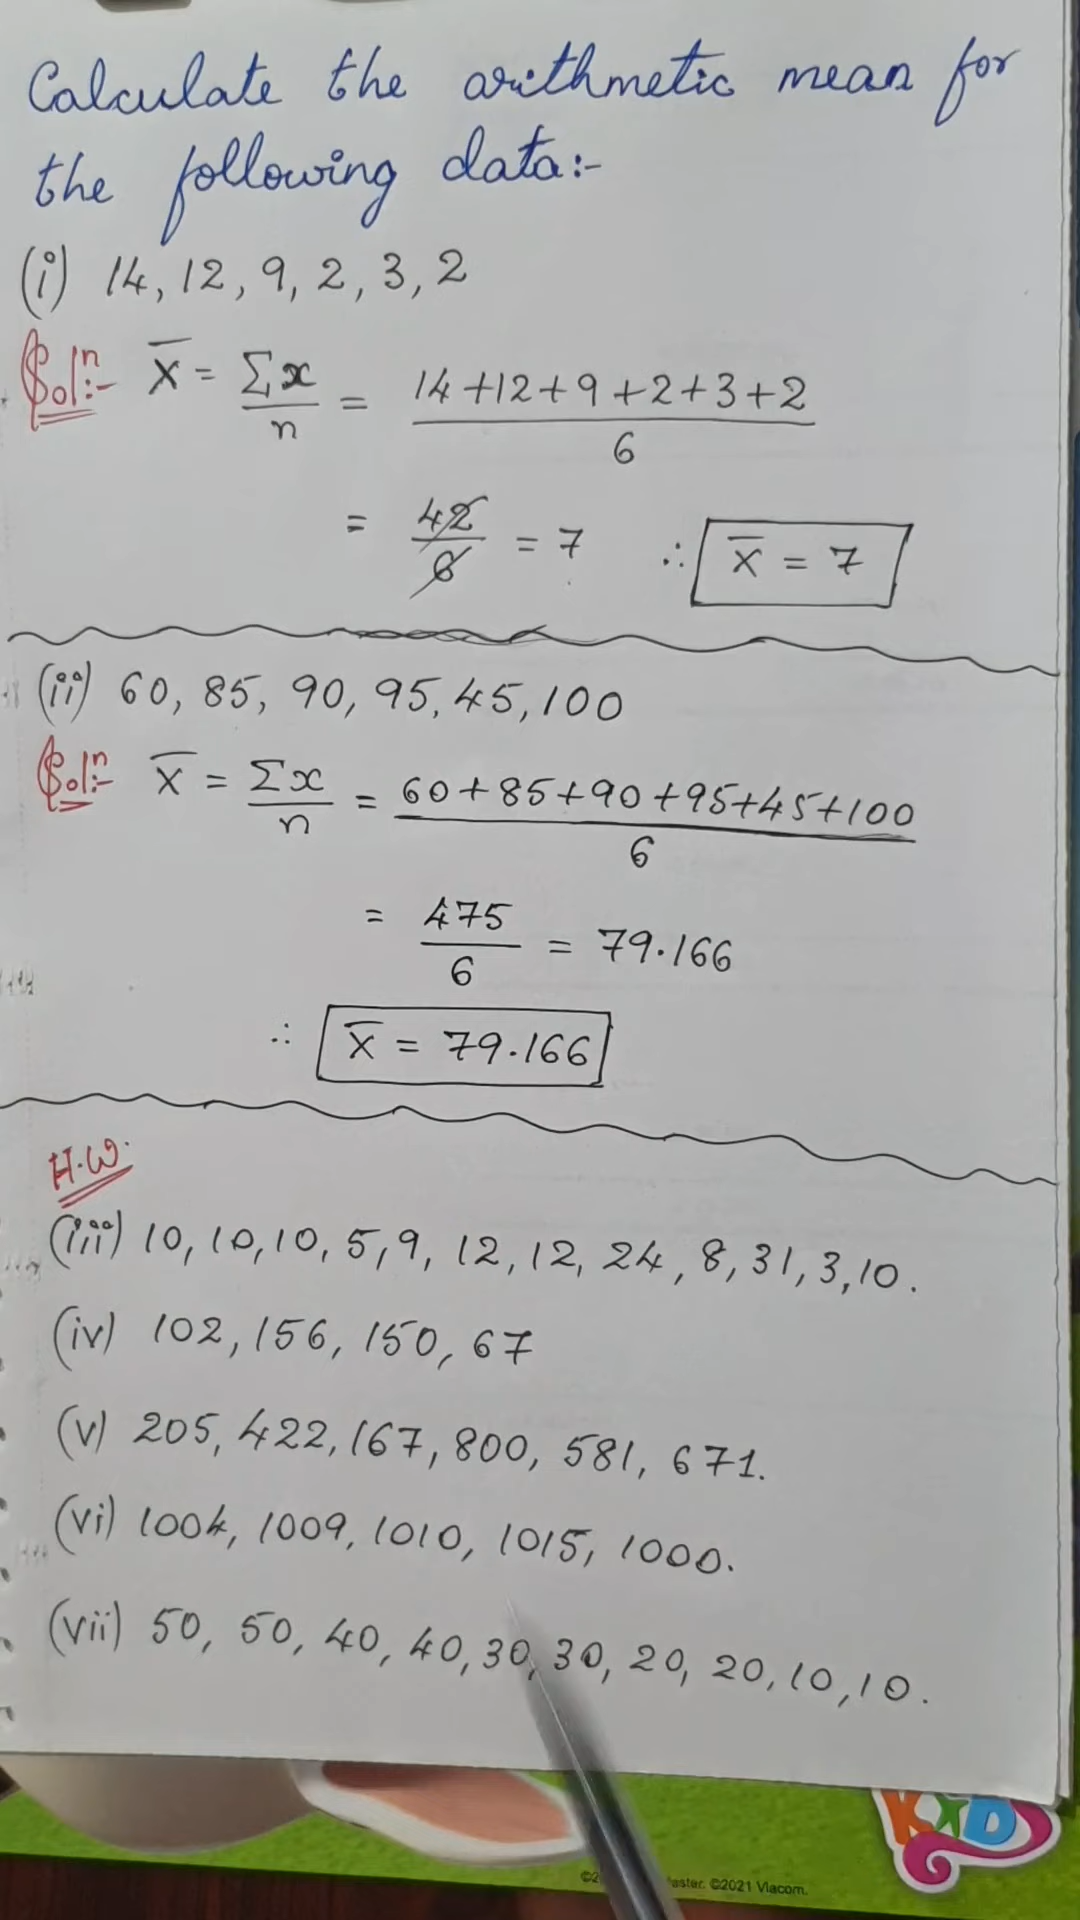 Calculate the arithmetic mean for
the following data:-
(i) 14, 12, 9, 2, 3, 2
Solⁿ:- X̅ = Σx/n = 14+12+9+2+3+2/6
= 42/6 = 7 ∴ X̅ = 7
(ii) 60, 85, 90, 95, 45, 100
Solⁿ:- X̅ = Σx/n = 60+85+90+95+45+100/6
= 475/6 = 79.166
∴ X̅ = 79.166
H.W.
(iii) 10, 10, 10, 5, 9, 12, 12, 24, 8, 31, 3, 10.
(iv) 102, 156, 150, 67
(v) 205, 422, 167, 800, 581, 671.
(vi) 1004, 1009, 1010, 1015, 1000.
(vii) 50, 50, 40, 40, 30, 30, 20, 20, 10, 10.
KiD
©2021 Viacom.